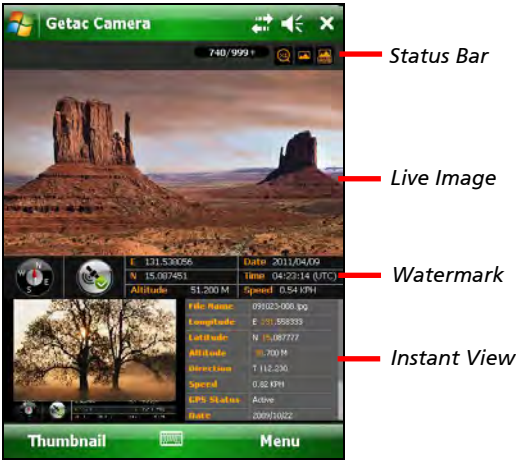 Getac Camera
740/999+
Status Bar
Live Image
E 131.538056 Date 2011/04/09
N 15.087451 Time 04:23:14 (UTC)
Altitude 51.200 M Speed 0.54 KPH
Watermark
N
W E
S
File Name 091023-008.jpg
Longitude E 131.558333
Latitude N 15.087777
Altitude 30.700 M
Direction T 112.230
Speed 0.82 KPH
GPS Status Active
Date 2009/10/22
Instant View
Thumbnail Menu